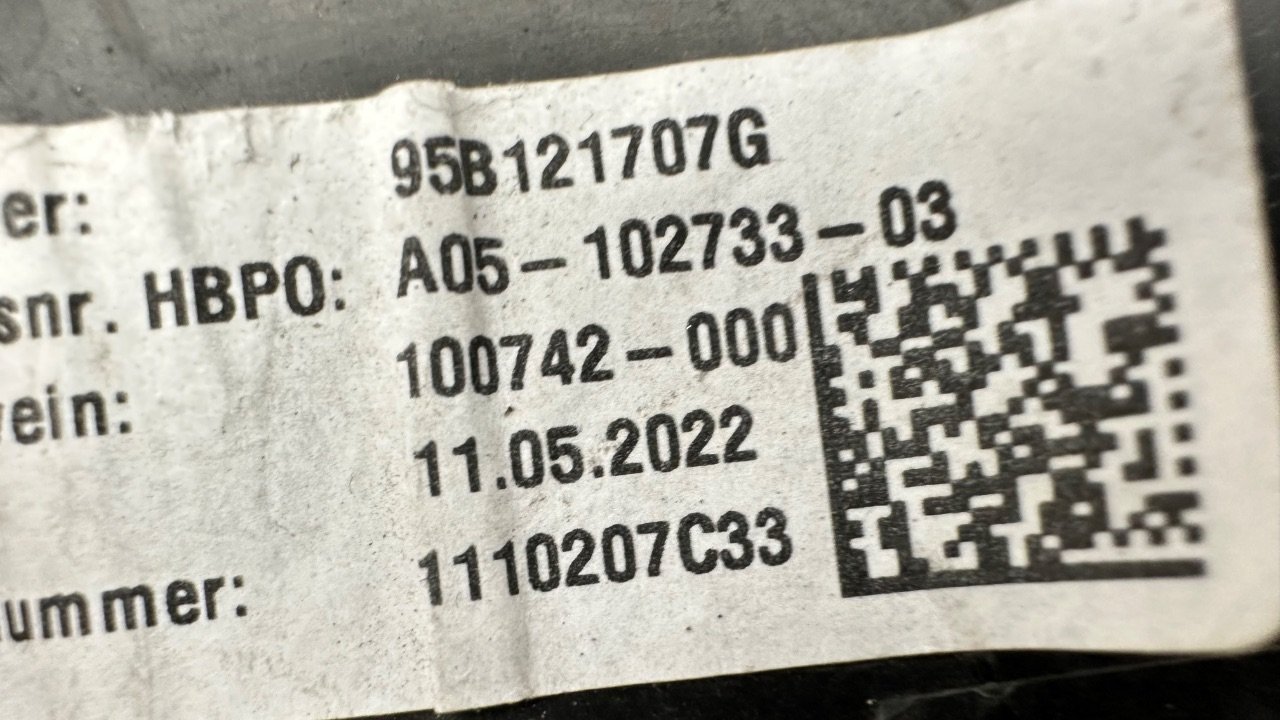 er: 95B121707G
snr. HBPO: A05-102733-03
ein: 100742-000
11.05.2022
ummer: 1110207C33